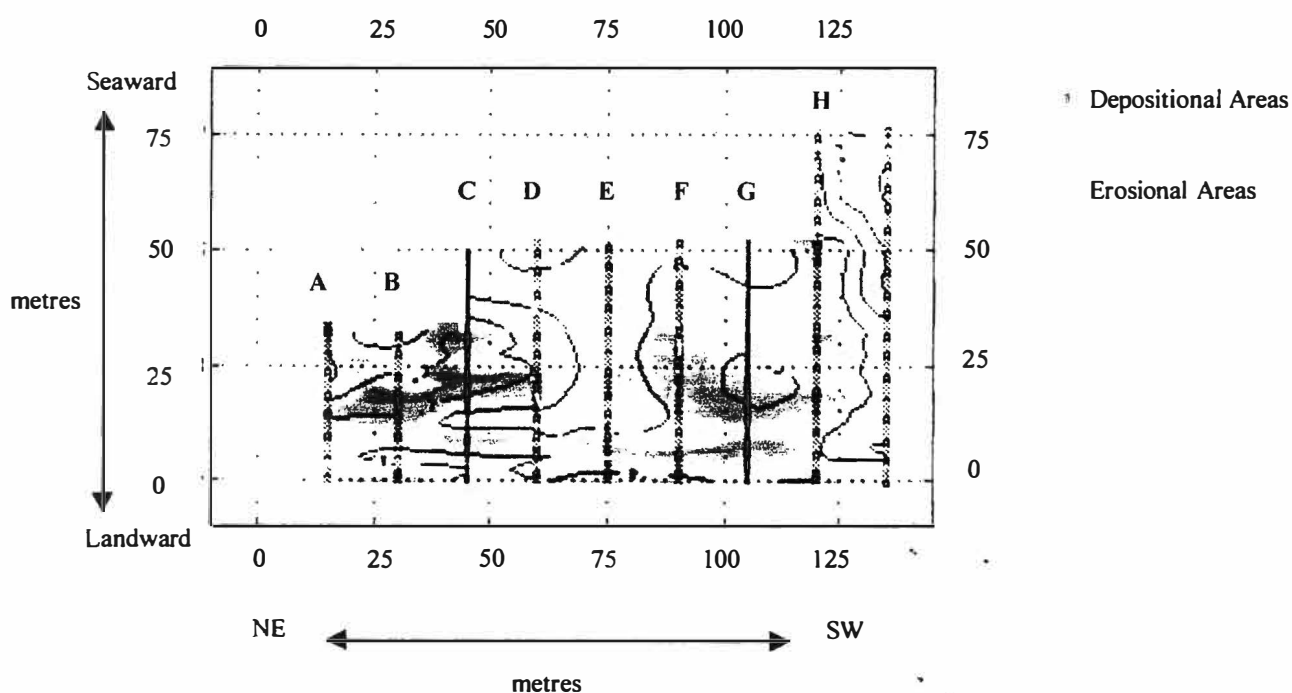 0 25 50 75 100 125
Seaward
H
Depositional Areas
75 75
Erosional Areas
C D E F G
50 50
A B
metres
25 25
0 0
Landward
0 25 50 75 100 125
NE SW
metres